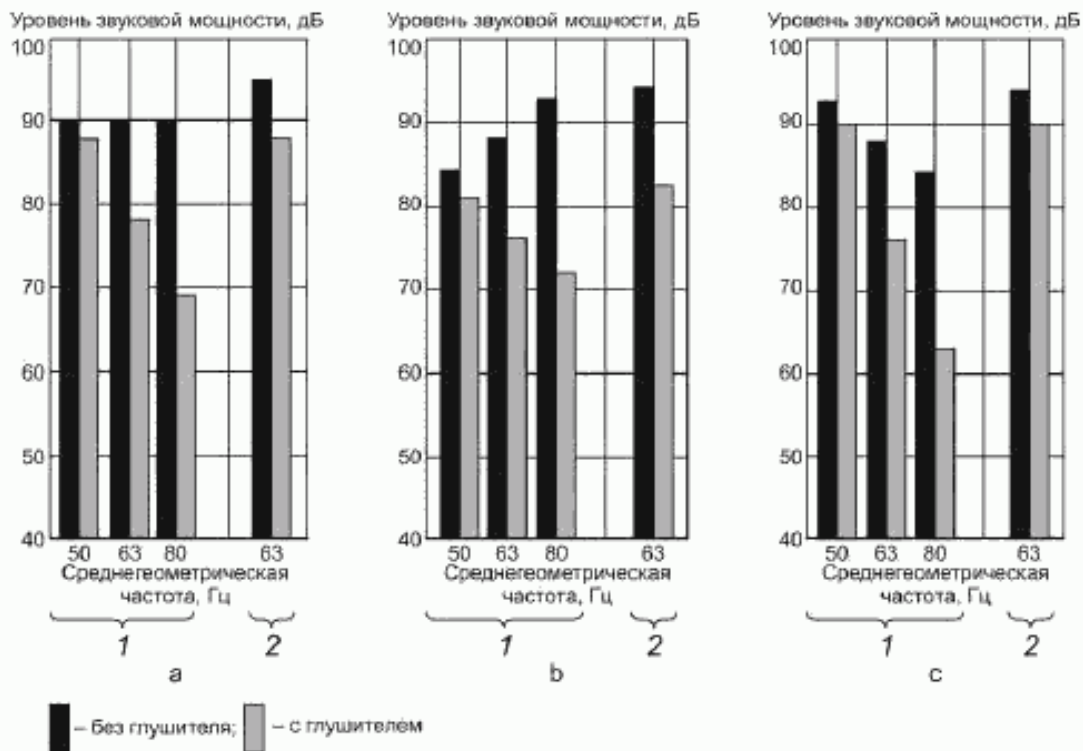 Уровень звуковой мощности, дБ
100
90
80
70
60
50
40
50 63 80 63
Среднегеометрическая
частота, Гц
1 2
a
Уровень звуковой мощности, дБ
100
90
80
70
60
50
40
50 63 80 63
Среднегеометрическая
частота, Гц
1 2
b
Уровень звуковой мощности, дБ
100
90
80
70
60
50
40
50 63 80 63
Среднегеометрическая
частота, Гц
1 2
c
– без глушителя; – с глушителем